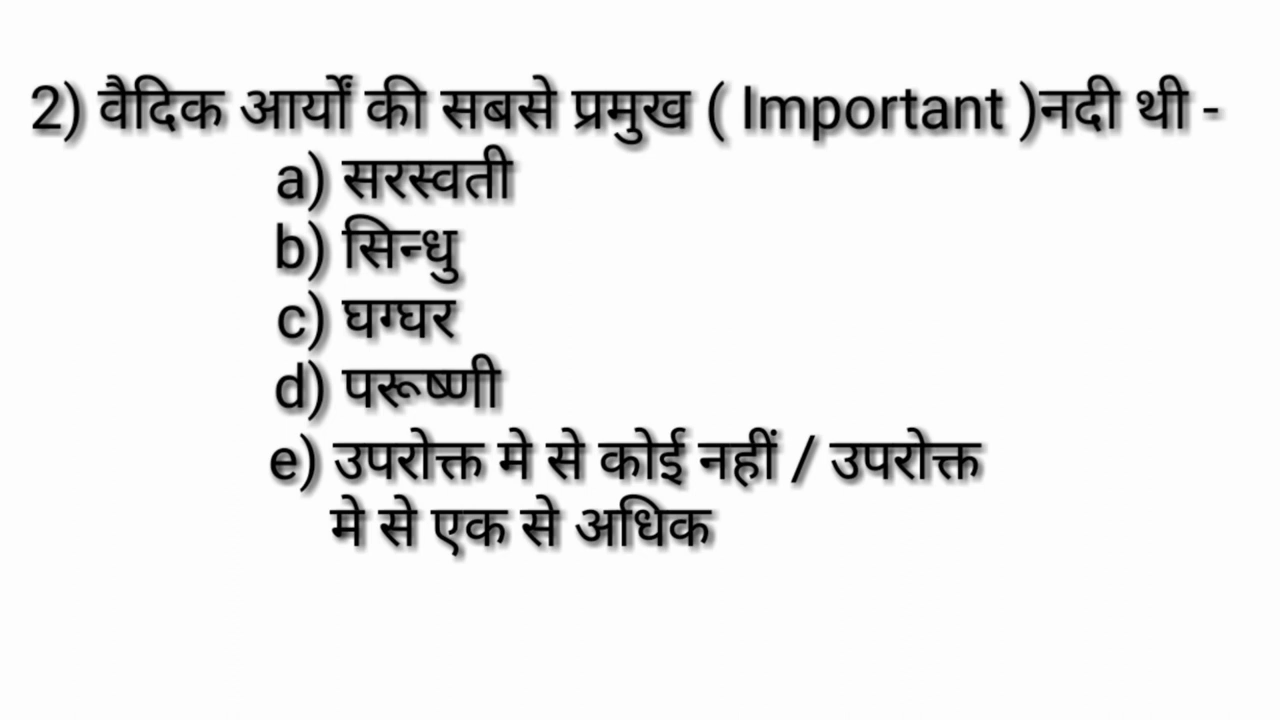 2) वैदिक आर्यों की सबसे प्रमुख ( Important )नदी थी -
a) सरस्वती
b) सिन्धु
c) घग्घर
d) परूष्णी
e) उपरोक्त मे से कोई नहीं / उपरोक्त
मे से एक से अधिक